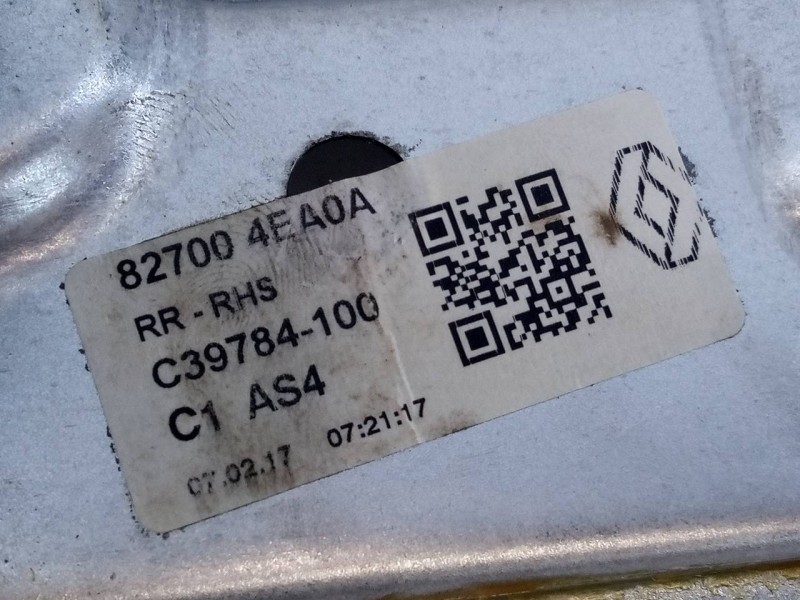 82700 4EA0A
RR - RHS
C39784-100
C1 AS4
07.02.17 07:21:17